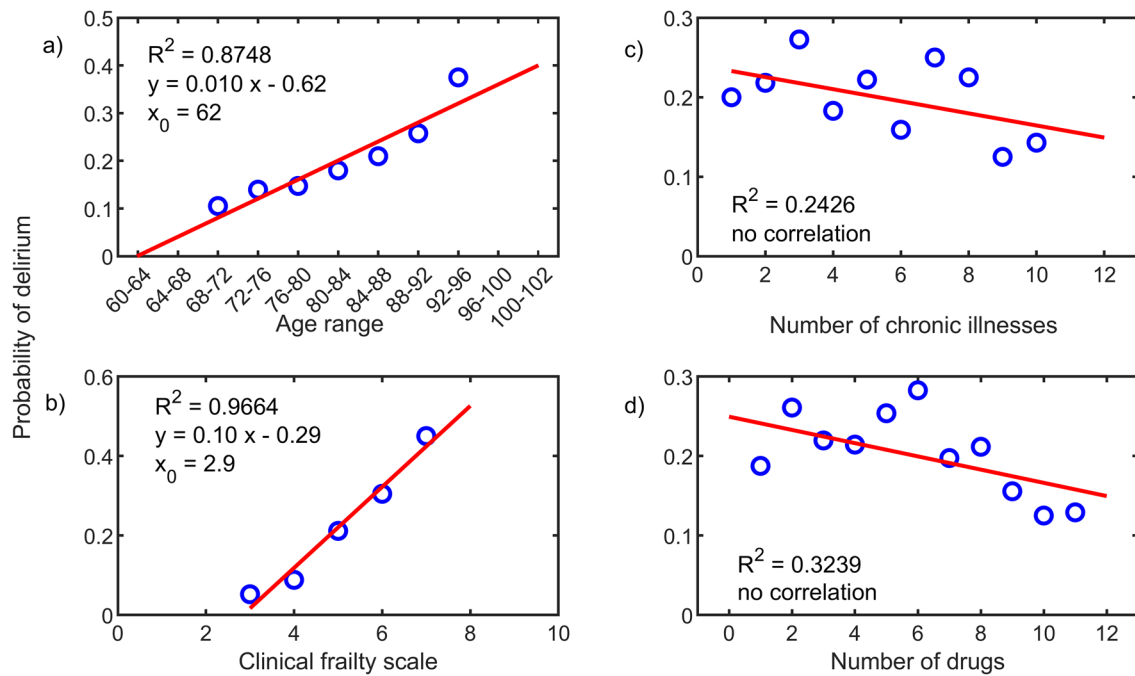 Probability of delirium
a)
R² = 0.8748
y = 0.010 x - 0.62
x₀ = 62
0.5
0.4
0.3
0.2
0.1
0
60-64
64-68
68-72
72-76
76-80
80-84
84-88
88-92
92-96
96-100
100-102
Age range
c)
0.3
0.2
0.1
0
R² = 0.2426
no correlation
0 2 4 6 8 10 12
Number of chronic illnesses
b)
R² = 0.9664
y = 0.10 x - 0.29
x₀ = 2.9
0.6
0.4
0.2
0
0 2 4 6 8 10
Clinical frailty scale
d)
0.3
0.2
0.1
0
R² = 0.3239
no correlation
0 2 4 6 8 10 12
Number of drugs